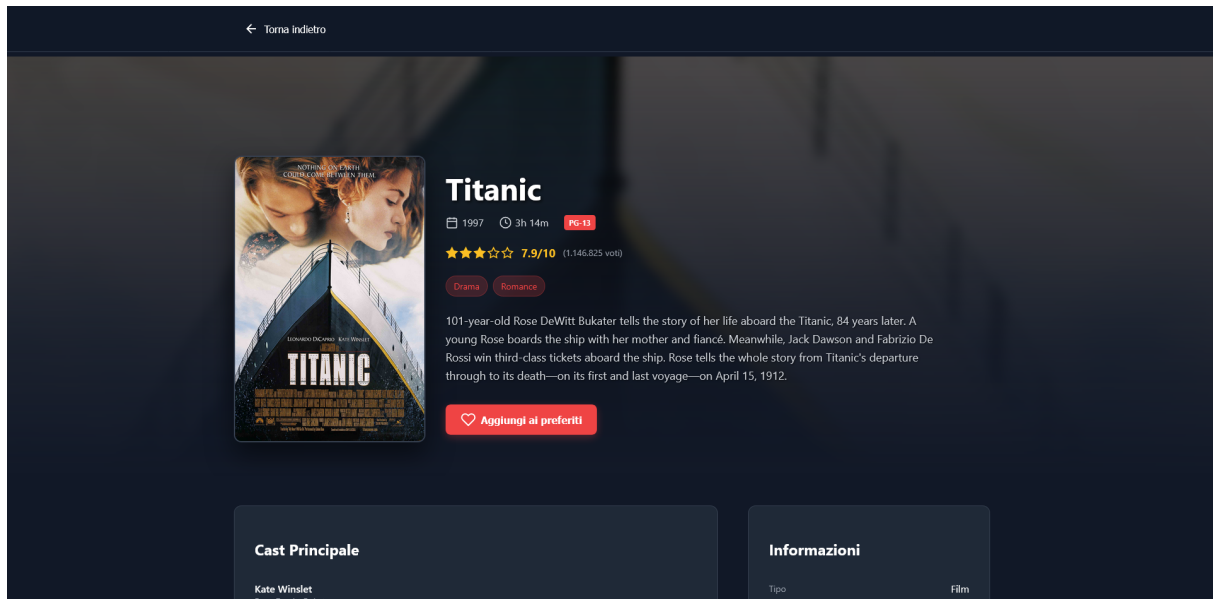 Torna indietro
NOTHING ON EARTH
COULD COME BETWEEN THEM.
LEONARDO DICAPRIO KATE WINSLET
TITANIC
Titanic
1997 3h 14m PG-13
7.9/10 (1.146.825 voti)
Drama Romance
101-year-old Rose DeWitt Bukater tells the story of her life aboard the Titanic, 84 years later. A
young Rose boards the ship with her mother and fiancé. Meanwhile, Jack Dawson and Fabrizio De
Rossi win third-class tickets aboard the ship. Rose tells the whole story from Titanic's departure
through to its death—on its first and last voyage—on April 15, 1912.
Aggiungi ai preferiti
Cast Principale
Kate Winslet
Informazioni
Tipo Film